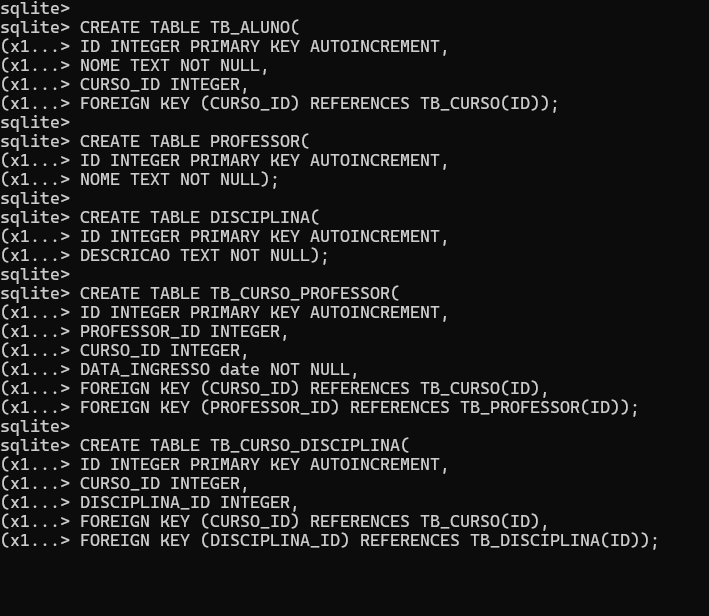 sqlite>
sqlite> CREATE TABLE TB_ALUNO(
(x1...> ID INTEGER PRIMARY KEY AUTOINCREMENT,
(x1...> NOME TEXT NOT NULL,
(x1...> CURSO_ID INTEGER,
(x1...> FOREIGN KEY (CURSO_ID) REFERENCES TB_CURSO(ID));
sqlite>
sqlite> CREATE TABLE PROFESSOR(
(x1...> ID INTEGER PRIMARY KEY AUTOINCREMENT,
(x1...> NOME TEXT NOT NULL);
sqlite>
sqlite> CREATE TABLE DISCIPLINA(
(x1...> ID INTEGER PRIMARY KEY AUTOINCREMENT,
(x1...> DESCRICAO TEXT NOT NULL);
sqlite>
sqlite> CREATE TABLE TB_CURSO_PROFESSOR(
(x1...> ID INTEGER PRIMARY KEY AUTOINCREMENT,
(x1...> PROFESSOR_ID INTEGER,
(x1...> CURSO_ID INTEGER,
(x1...> DATA_INGRESSO date NOT NULL,
(x1...> FOREIGN KEY (CURSO_ID) REFERENCES TB_CURSO(ID),
(x1...> FOREIGN KEY (PROFESSOR_ID) REFERENCES TB_PROFESSOR(ID));
sqlite>
sqlite> CREATE TABLE TB_CURSO_DISCIPLINA(
(x1...> ID INTEGER PRIMARY KEY AUTOINCREMENT,
(x1...> CURSO_ID INTEGER,
(x1...> DISCIPLINA_ID INTEGER,
(x1...> FOREIGN KEY (CURSO_ID) REFERENCES TB_CURSO(ID),
(x1...> FOREIGN KEY (DISCIPLINA_ID) REFERENCES TB_DISCIPLINA(ID));